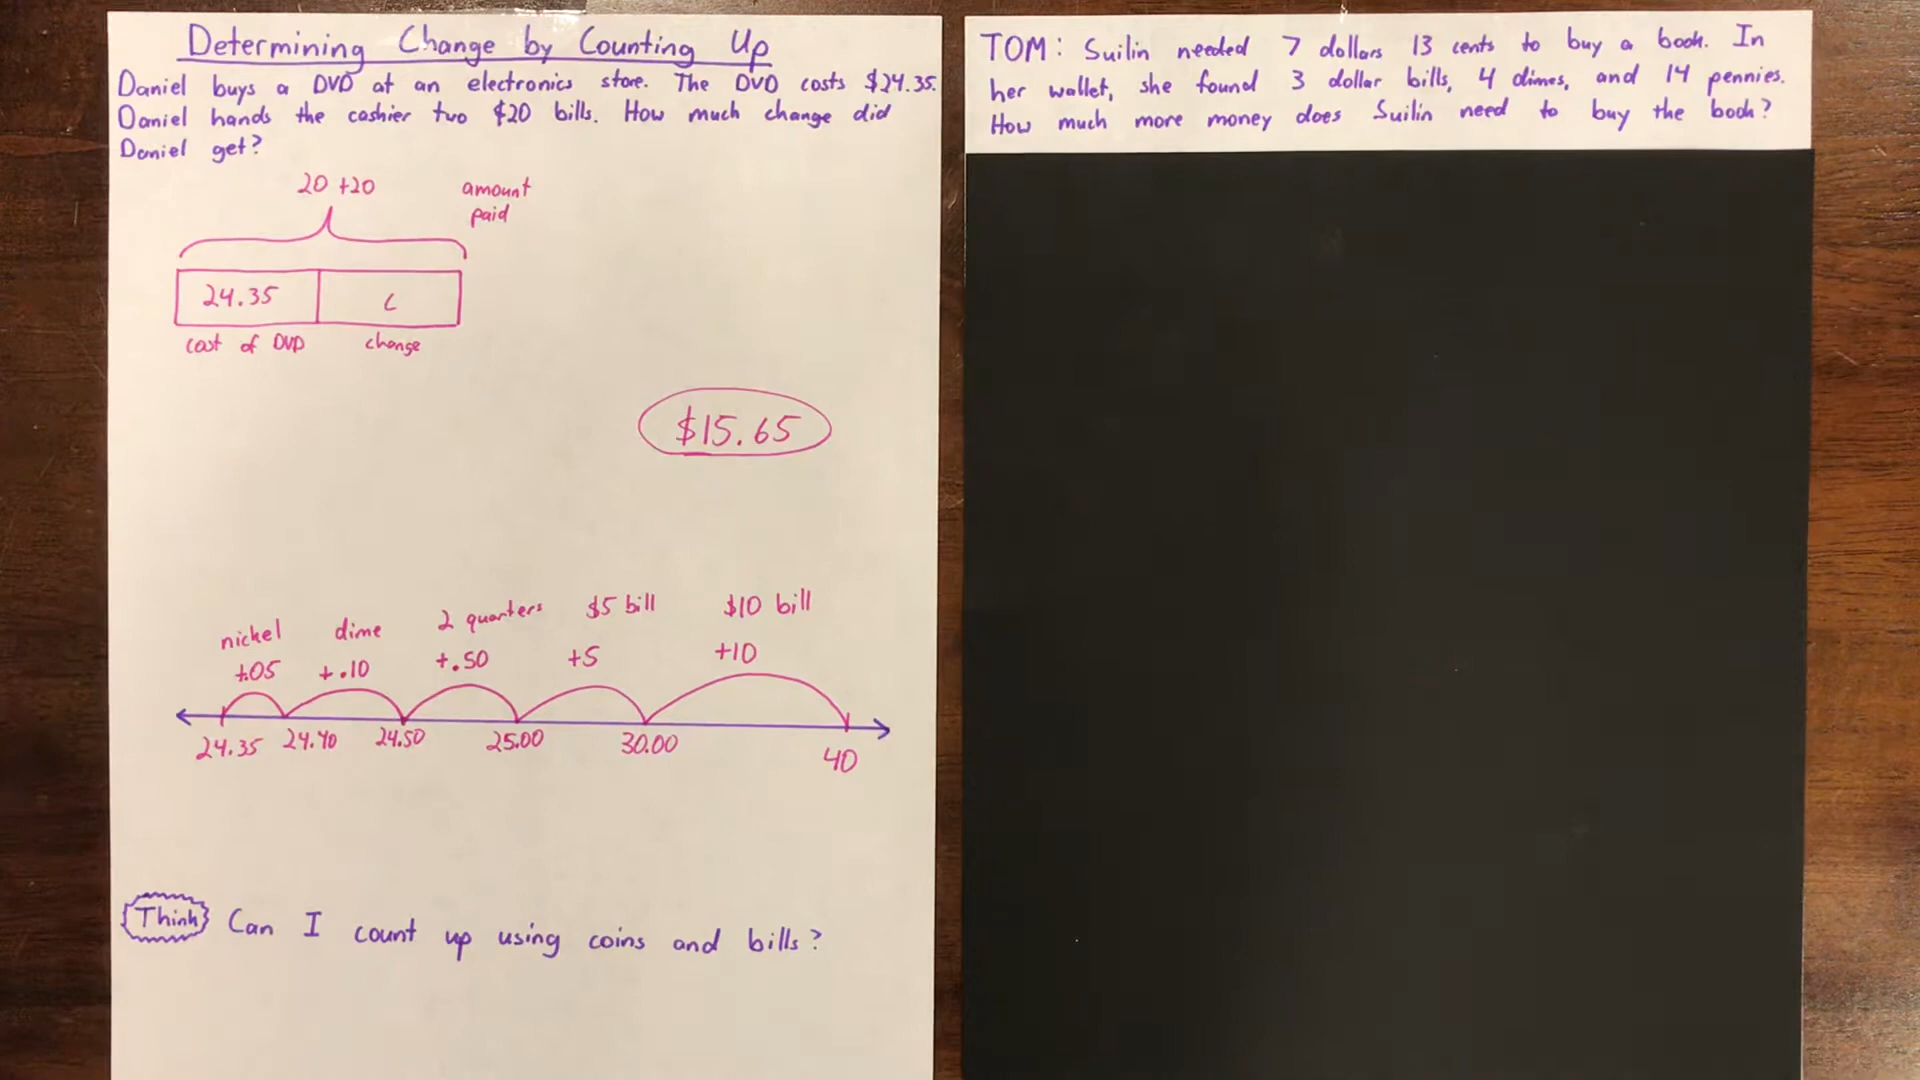 Determining Change by Counting Up
Daniel buys a DVD at an electronics store. The DVD costs $24.35.
Daniel hands the cashier two $20 bills. How much change did
Daniel get?
20 +20
amount
paid
24.35
c
cost of DVD
change
$15.65
nickel
dime
2 quarters
$5 bill
$10 bill
+.05
+.10
+.50
+5
+10
24.35
24.40
24.50
25.00
30.00
40
Think Can I count up using coins and bills?
TOM: Suilin needed 7 dollars 13 cents to buy a book. In
her wallet, she found 3 dollar bills, 4 dimes, and 14 pennies.
How much more money does Suilin need to buy the book?